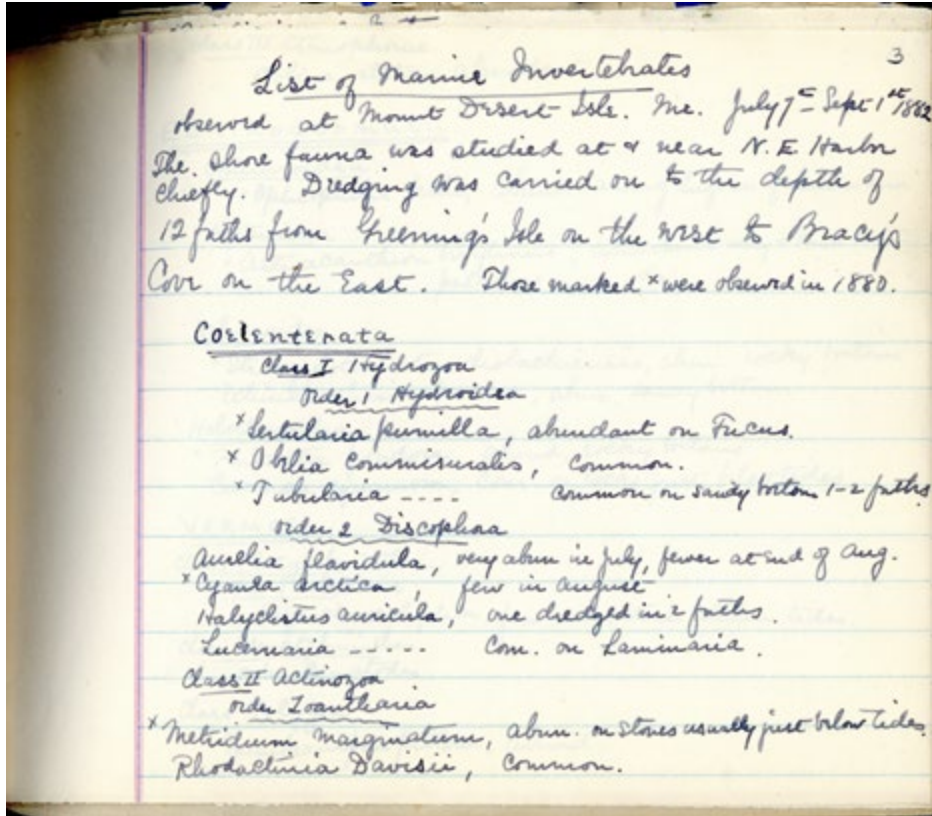 3
List of Marine Invertebrates
observed at Mount Desert Isle. Me. July 7th - Sept 1st 1882
The shore fauna was studied at & near N.E. Harbor
chiefly. Dredging was carried on to the depth of
12 faths from Greening's Isle on the west to Bracy's
Cove on the East. Those marked x were observed in 1880.
Coelenterata
Class I Hydrozoa
Order 1 Hydroidea
x Sertularia pumilla, abundant on Fucus.
x Obelia commisuralis, common.
x Tubularia ---- common on sandy bottom 1-2 faths.
Order 2 Discophora
Aurelia flavidula, very abun in July, fewer at end of Aug.
x Cyanea arctica, few in August
Halyclistus auricula, one dredged in 2 faths.
Lucernaria ----- Com. on Laminaria.
Class II Actinozoa
Order Zoantharia
x Metridium marginatum, abun. on stones usually just below tides.
Rhodactinia Davisii, common.